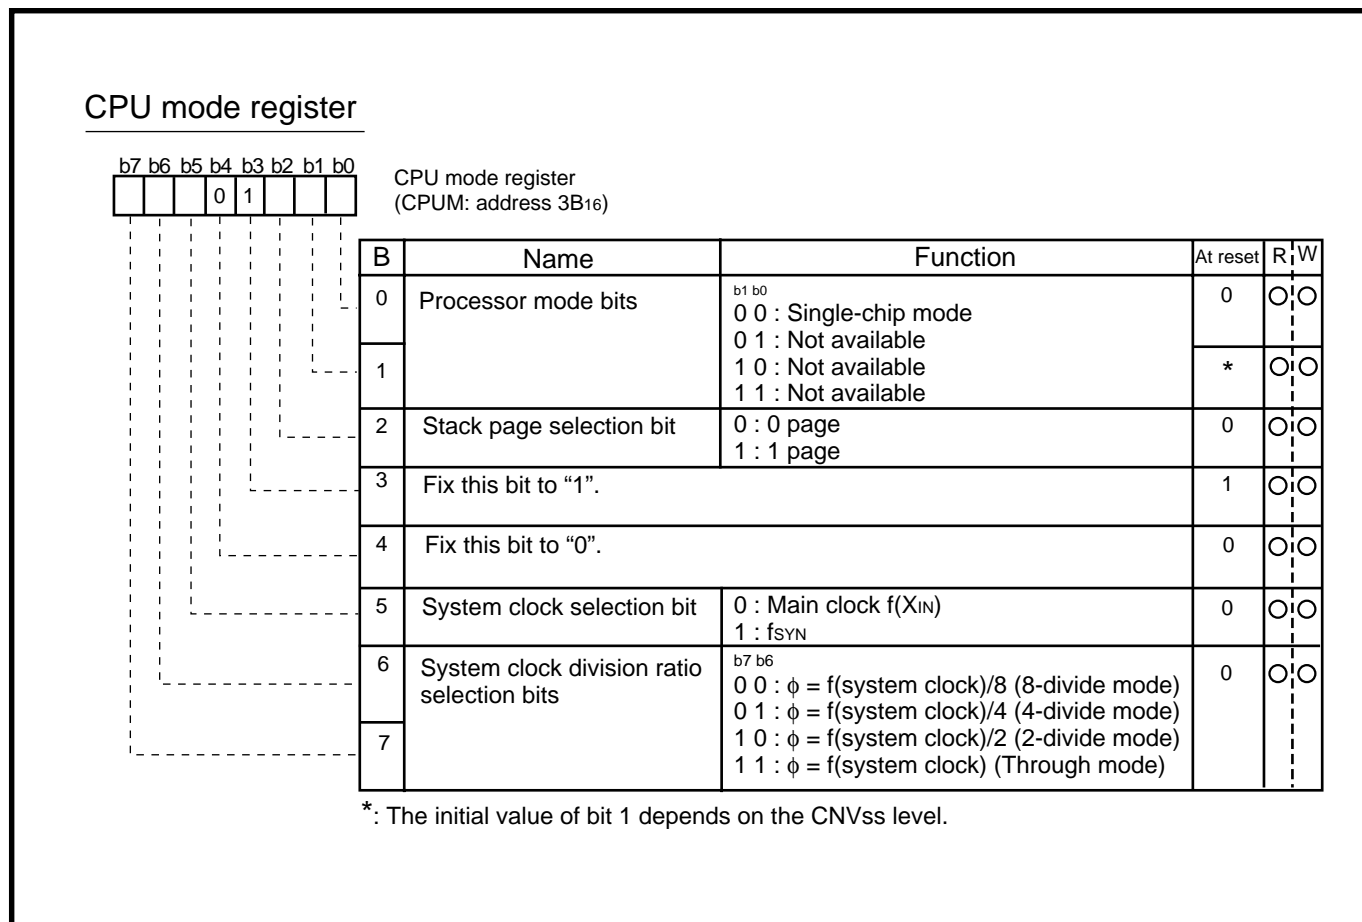 CPU mode register
b7 b6 b5 b4 b3 b2 b1 b0
0 1
CPU mode register
(CPUM: address 3B16)
B Name Function At reset R W
0 Processor mode bits b1 b0 0
0 0 : Single-chip mode
0 1 : Not available
1 1 0 : Not available *
1 1 : Not available
2 Stack page selection bit 0 : 0 page 0
1 : 1 page
3 Fix this bit to “1”. 1
4 Fix this bit to “0”. 0
5 System clock selection bit 0 : Main clock f(XIN) 0
1 : fSYN
6 System clock division ratio b7 b6 0
selection bits 0 0 : ϕ = f(system clock)/8 (8-divide mode)
0 1 : ϕ = f(system clock)/4 (4-divide mode)
7 1 0 : ϕ = f(system clock)/2 (2-divide mode)
1 1 : ϕ = f(system clock) (Through mode)
*: The initial value of bit 1 depends on the CNVss level.